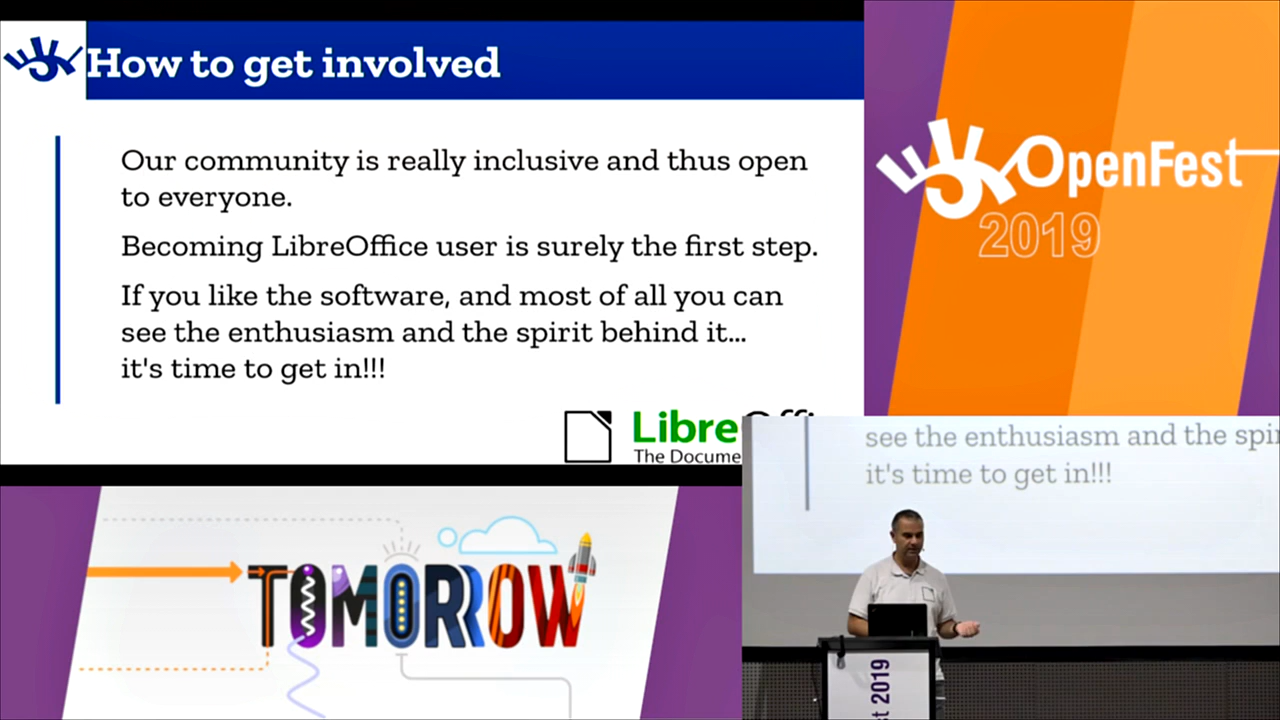 How to get involved
Our community is really inclusive and thus open
to everyone.
Becoming LibreOffice user is surely the first step.
If you like the software, and most of all you can
see the enthusiasm and the spirit behind it...
it's time to get in!!!
Libre
The
OpenFest
2019
see the enthusiasm and the
it's time to get in!!!
TOMORROW
2019